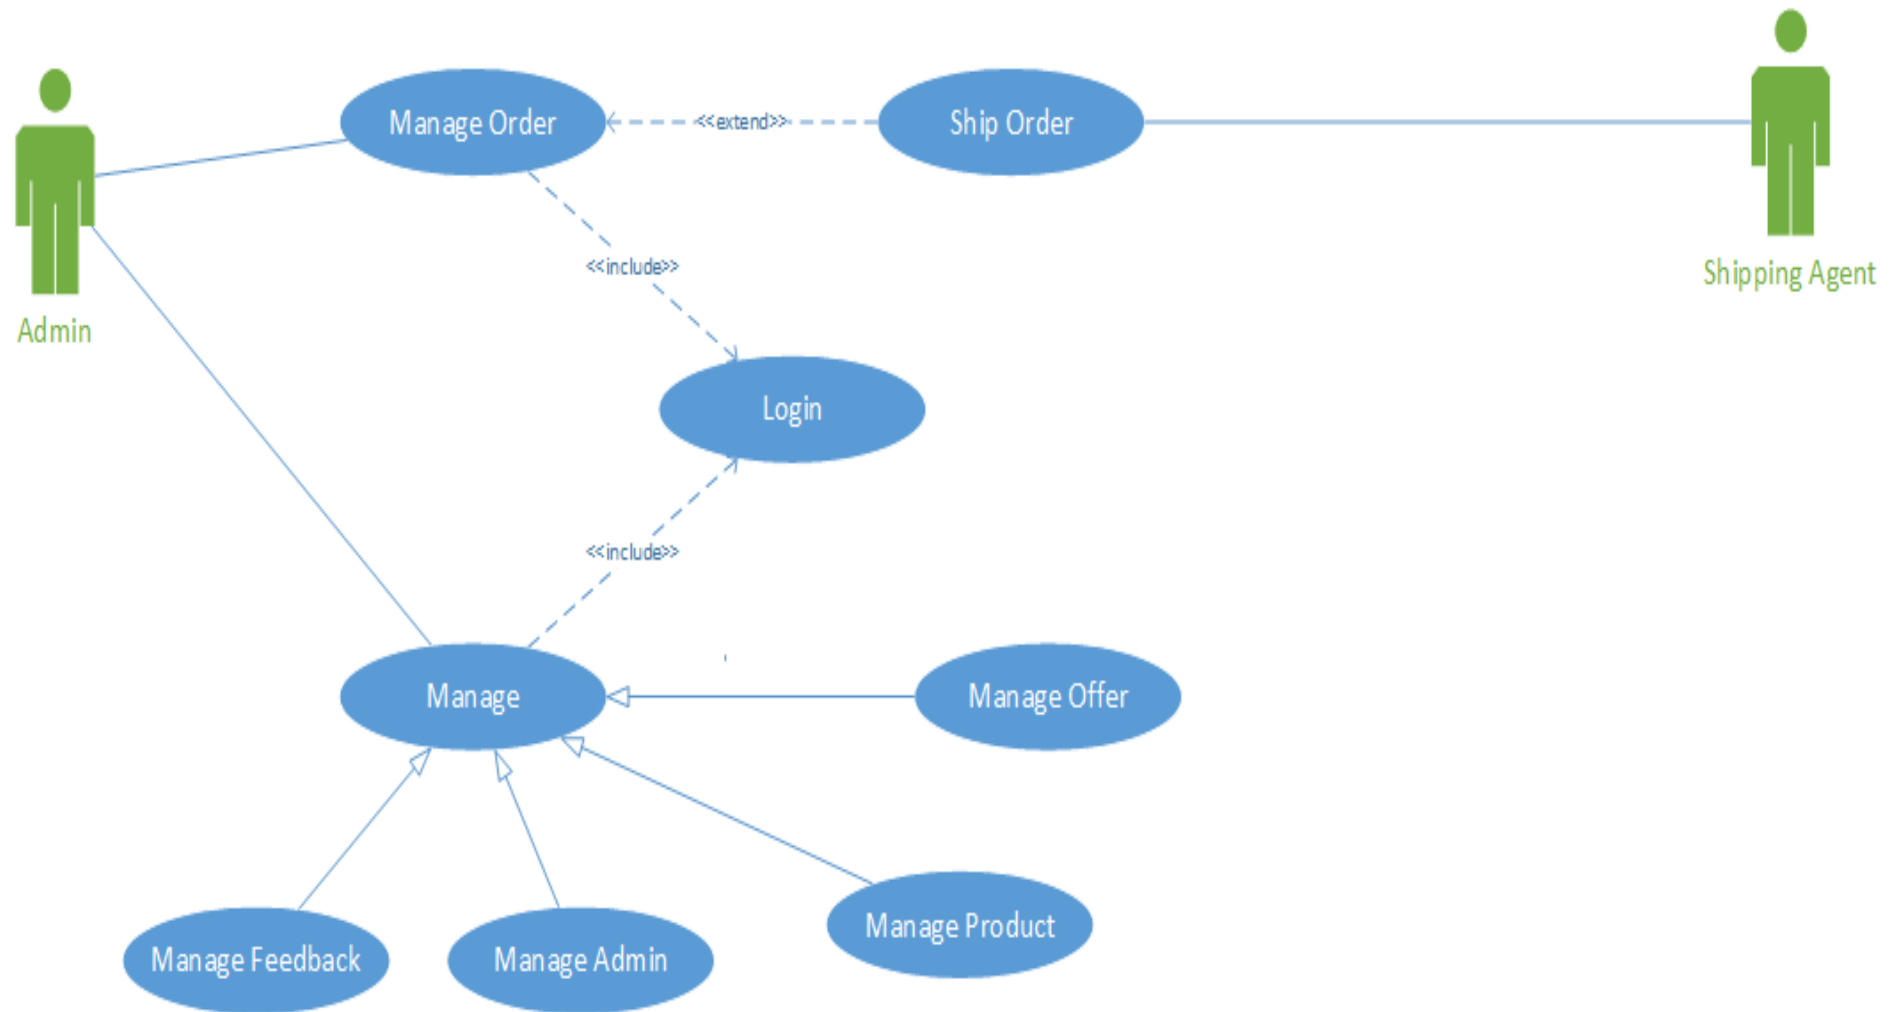 Manage Order
<<extend>>
Ship Order
<<include>>
Shipping Agent
Admin
Login
<<include>>
Manage
Manage Offer
Manage Product
Manage Feedback
Manage Admin